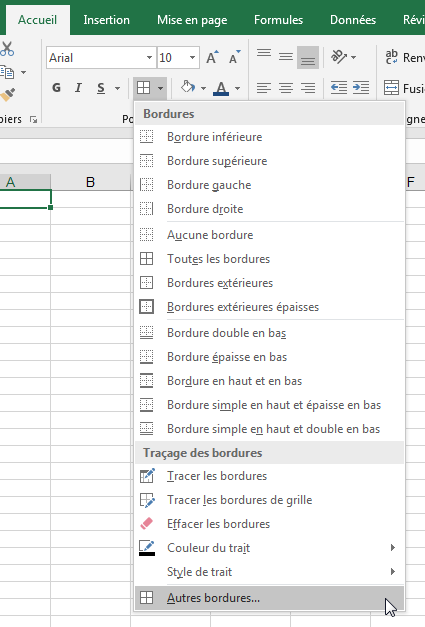 Accueil Insertion Mise en page Formules Données Révi
Arial 10 A A ab Renv
G I S A Fusi
piers Po gne
A B F
Bordures
Bordure inférieure
Bordure supérieure
Bordure gauche
Bordure droite
Aucune bordure
Toutes les bordures
Bordures extérieures
Bordures extérieures épaisses
Bordure double en bas
Bordure épaisse en bas
Bordure en haut et en bas
Bordure simple en haut et épaisse en bas
Bordure simple en haut et double en bas
Traçage des bordures
Tracer les bordures
Tracer les bordures de grille
Effacer les bordures
Couleur du trait
Style de trait
Autres bordures...